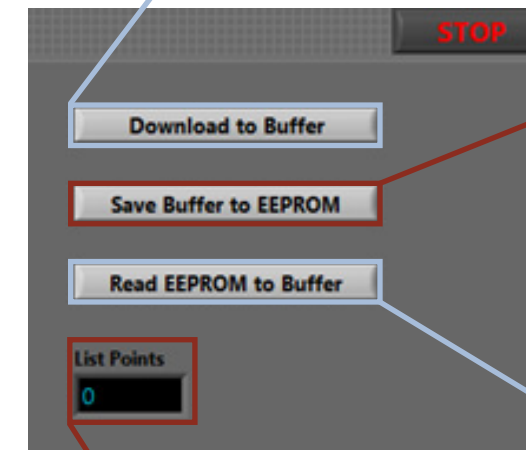 STOP
Download to Buffer
Save Buffer to EEPROM
Read EEPROM to Buffer
List Points
0